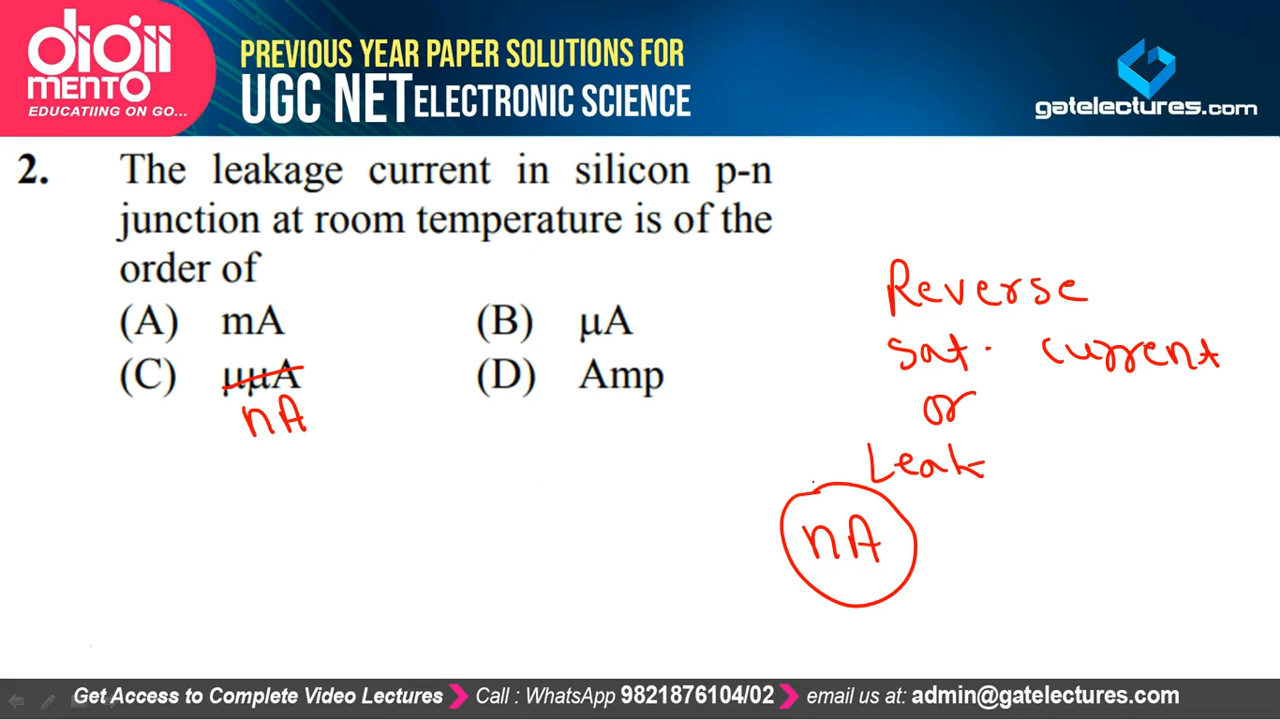 dioii
MENTO
EDUCATIING ON GO...
PREVIOUS YEAR PAPER SOLUTIONS FOR
UGC NET ELECTRONIC SCIENCE
gatelectures.com
2. The leakage current in silicon p-n
junction at room temperature is of the
order of
(A) mA (B) μA
(C) μμA (D) Amp
nA
Reverse
sat. current
or
Leak
nA
Get Access to Complete Video Lectures Call : WhatsApp 9821876104/02 email us at: admin@gatelectures.com